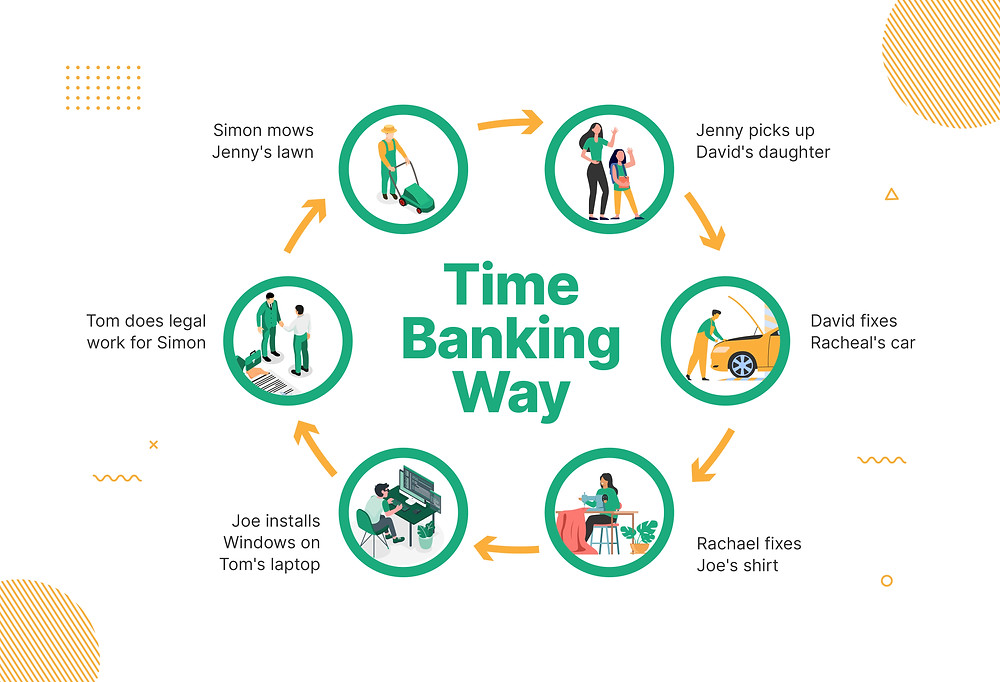 Simon mows
Jenny's lawn
Jenny picks up
David's daughter
Time
Banking
Way
Tom does legal
work for Simon
David fixes
Racheal's car
Joe installs
Windows on
Tom's laptop
Rachael fixes
Joe's shirt